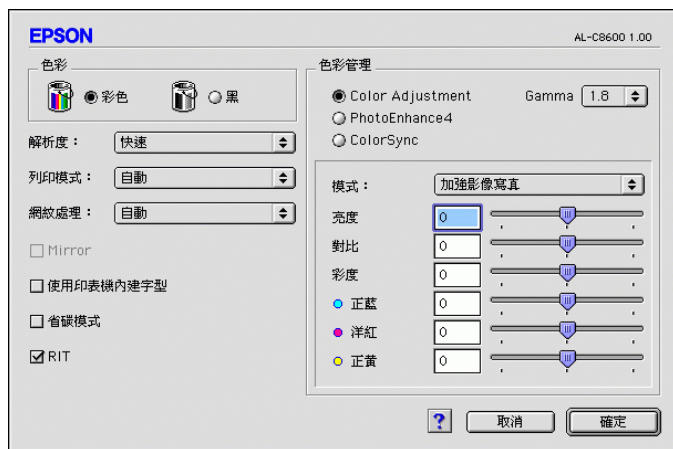 EPSON
AL-C8600 1.00
色彩
彩色
黑
解析度：
快速
列印模式：
自動
網紋處理：
自動
Mirror
使用印表機內建字型
省碳模式
RIT
色彩管理
Color Adjustment
Gamma
1.8
PhotoEnhance4
ColorSync
模式：
加強影像寫真
亮度
0
對比
0
彩度
0
正藍
0
洋紅
0
正黃
0
?
取消
確定